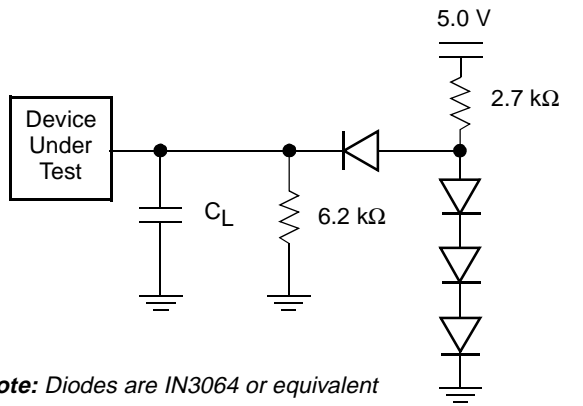 5.0 V
2.7 kΩ
Device
Under
Test
CL
6.2 kΩ
ote: Diodes are IN3064 or equivalent